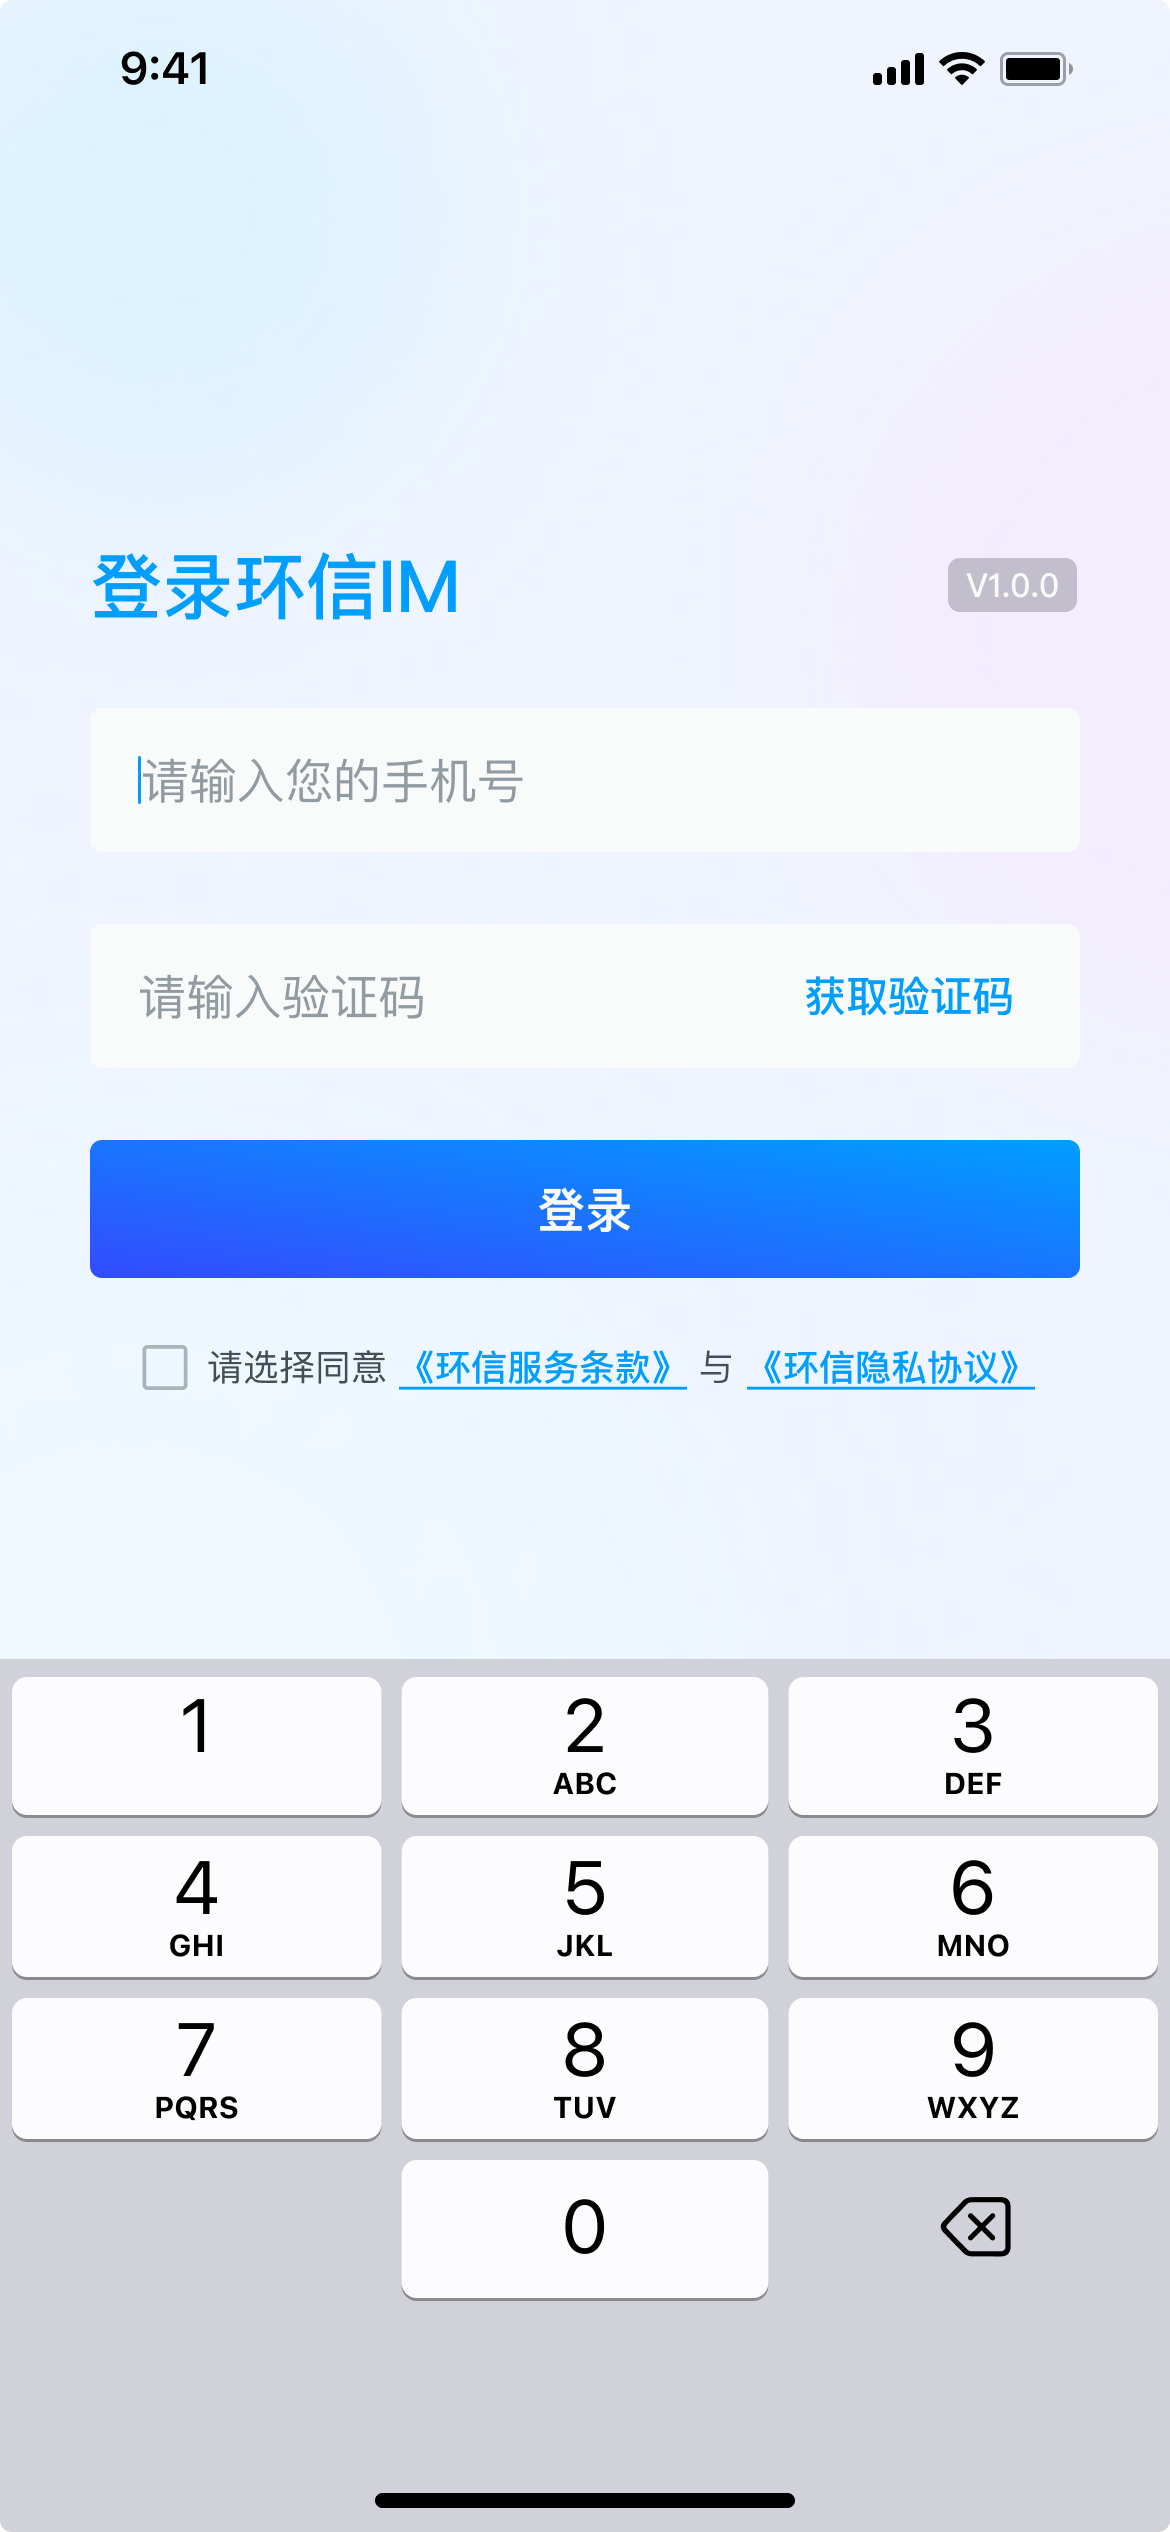 9:41
登录环信IM
V1.0.0
请输入您的手机号
请输入验证码 获取验证码
登录
请选择同意 《环信服务条款》 与 《环信隐私协议》
1 2 3
ABC DEF
4 5 6
GHI JKL MNO
7 8 9
PQRS TUV WXYZ
0